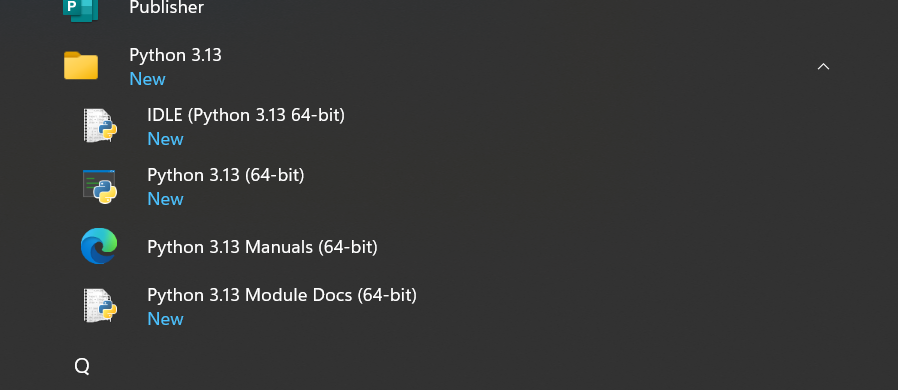 Publisher
Python 3.13
New
IDLE (Python 3.13 64-bit)
New
Python 3.13 (64-bit)
New
Python 3.13 Manuals (64-bit)
Python 3.13 Module Docs (64-bit)
New
Q